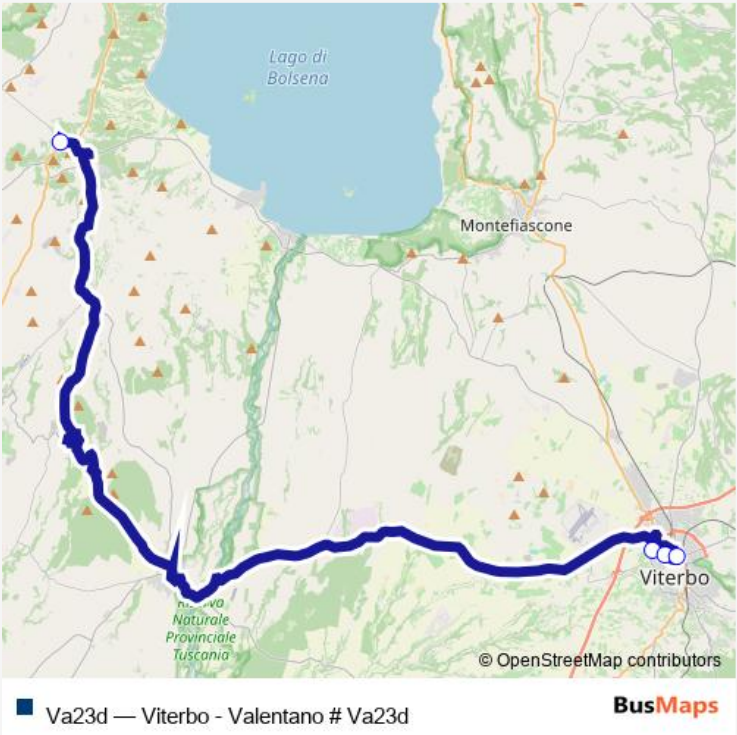 Lago di
Bolsena
Montefiascone
Viterbo
Riserva
Naturale
Provinciale
Tuscania
© OpenStreetMap contributors
Va23d — Viterbo - Valentano # Va23d
BusMaps